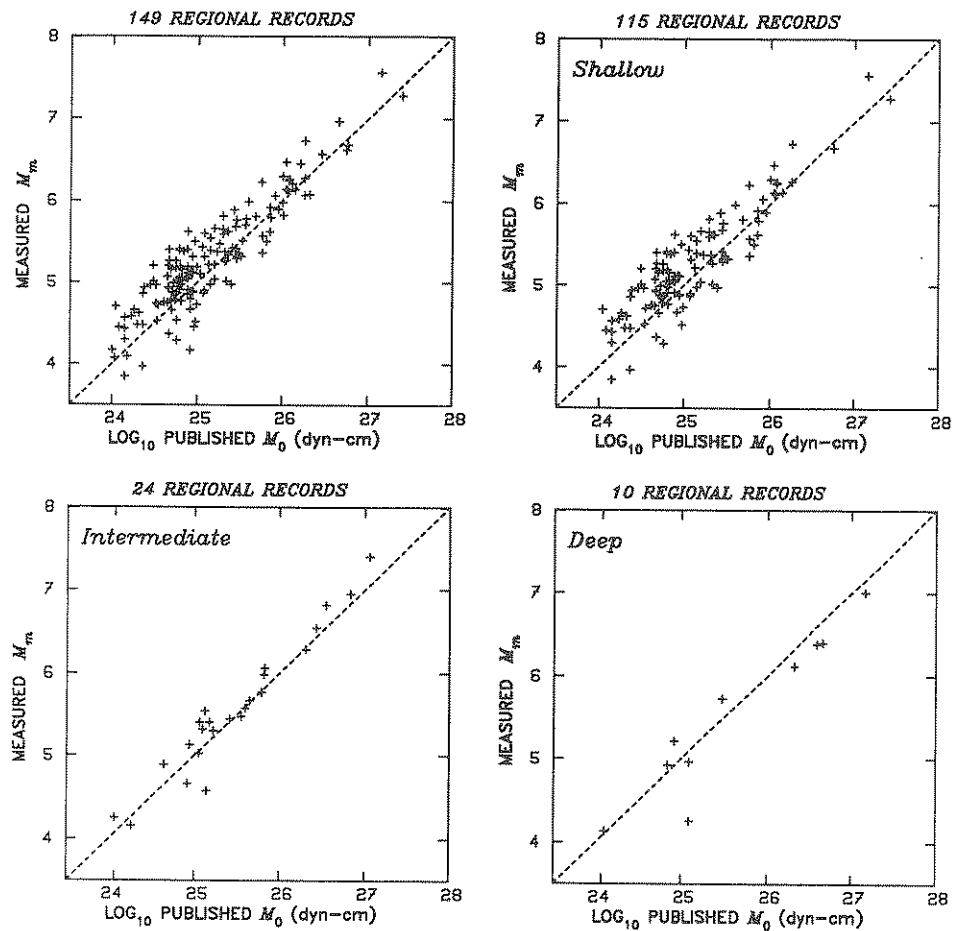 149 REGIONAL RECORDS
8
7
6
5
4
MEASURED Mm
24 25 26 27 28
LOG10 PUBLISHED M0 (dyn-cm)
115 REGIONAL RECORDS
Shallow
8
7
6
5
4
MEASURED Mm
24 25 26 27 28
LOG10 PUBLISHED M0 (dyn-cm)
24 REGIONAL RECORDS
Intermediate
8
7
6
5
4
MEASURED Mm
24 25 26 27 28
LOG10 PUBLISHED M0 (dyn-cm)
10 REGIONAL RECORDS
Deep
8
7
6
5
4
MEASURED Mm
24 25 26 27 28
LOG10 PUBLISHED M0 (dyn-cm)